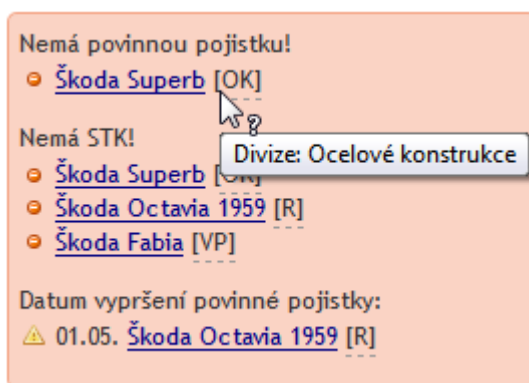 Nemá povinnou pojistku!
Škoda Superb [OK]
Nemá STK!
Divize: Ocelové konstrukce
Škoda Superb [OK]
Škoda Octavia 1959 [R]
Škoda Fabia [VP]
Datum vypršení povinné pojistky:
01.05. Škoda Octavia 1959 [R]